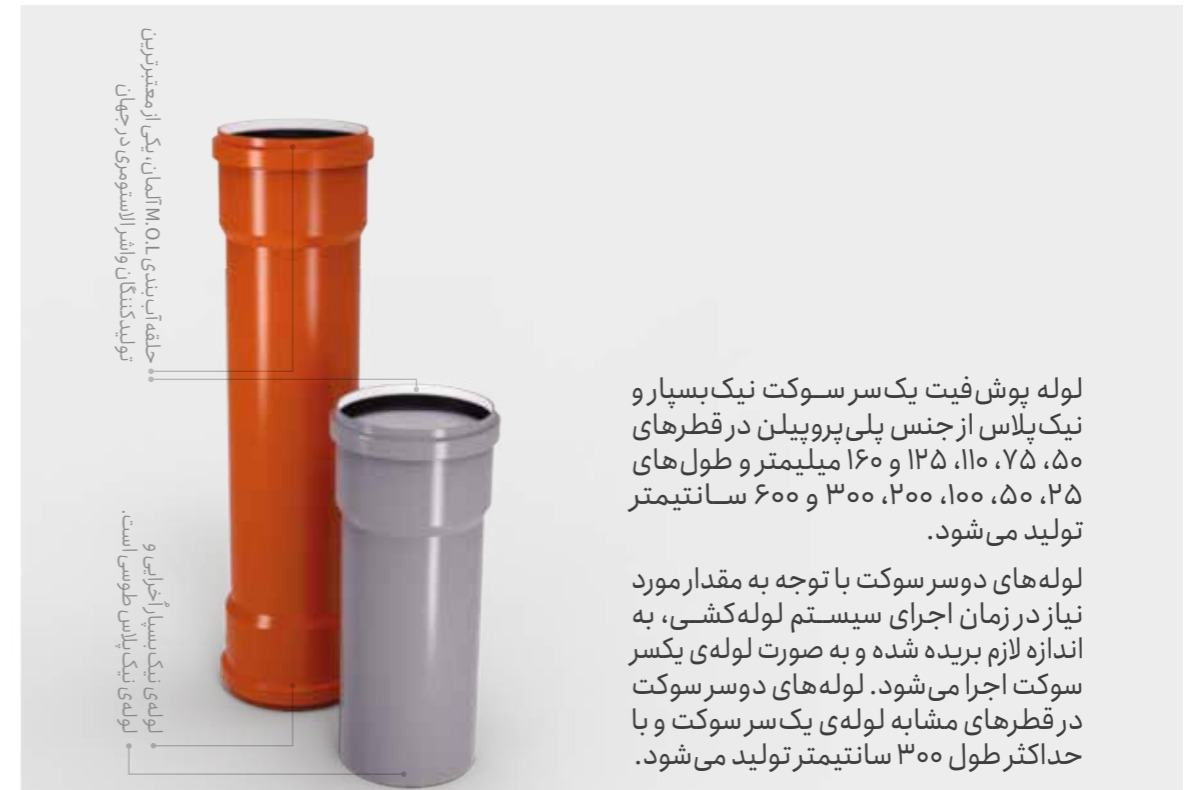 حلقه آب‌بندی M.O.L آلمان، یکی از معتبرترین
تولیدکنندگان واشر الاستومری در جهان
لوله پوش‌فیت یک‌سر سوکت نیک‌بسپار و
نیک‌پلاس از جنس پلی‌پروپیلن در قطرهای
۵۰، ۷۵، ۱۱۰، ۱۲۵ و ۱۶۰ میلیمتر و طول‌های
۲۵، ۵۰، ۱۰۰، ۲۰۰، ۳۰۰ و ۶۰۰ سانتیمتر
تولید می‌شود.
لوله‌های دوسر سوکت با توجه به مقدار مورد
نیاز در زمان اجرای سیستم لوله‌کشی، به
اندازه لازم بریده شده و به صورت لوله‌ی یکسر
سوکت اجرا می‌شود. لوله‌های دوسر سوکت
در قطرهای مشابه لوله‌ی یک‌سر سوکت و با
حداکثر طول ۳۰۰ سانتیمتر تولید می‌شود.
لوله‌ی نیک‌بسپار اُخرایی و
لوله‌ی نیک‌پلاس طوسی است.